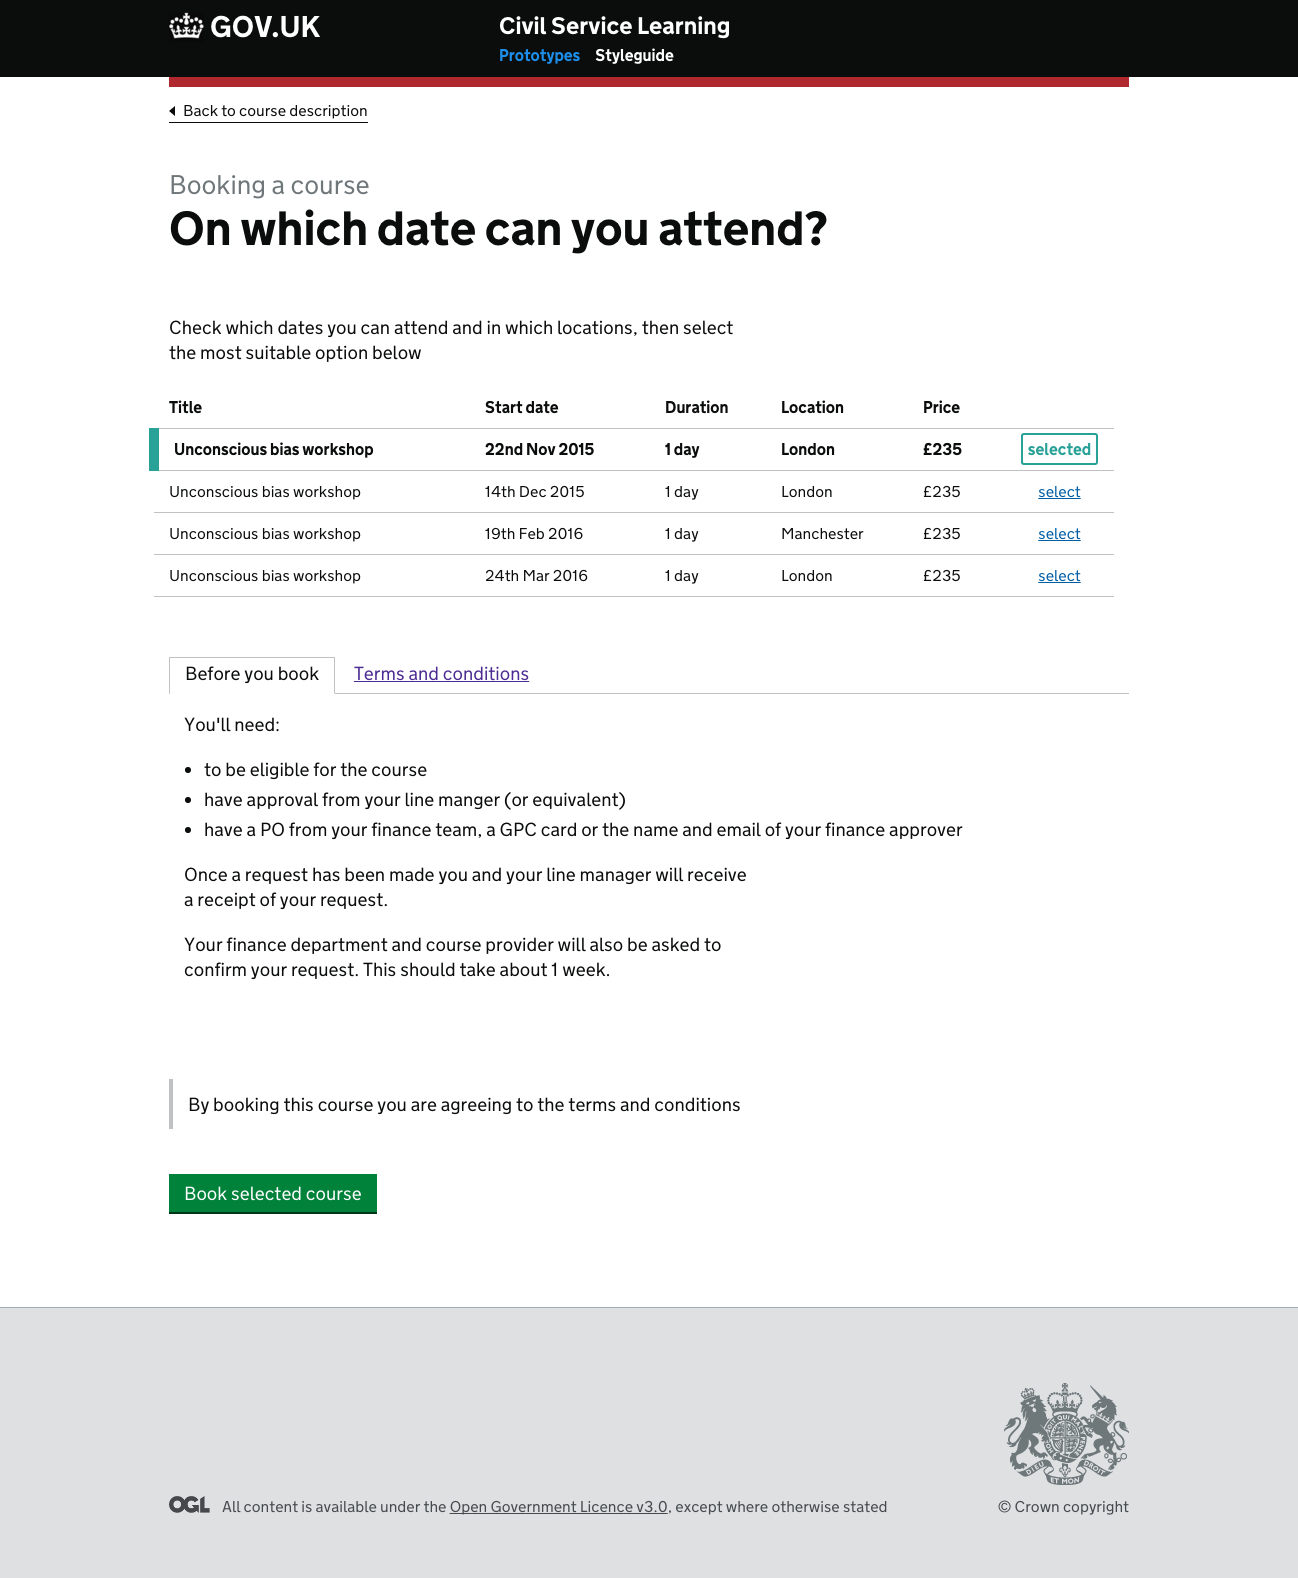 GOV.UK
Civil Service Learning
Prototypes Styleguide
Back to course description
Booking a course
On which date can you attend?
Check which dates you can attend and in which locations, then select
the most suitable option below
Title Start date Duration Location Price
Unconscious bias workshop 22nd Nov 2015 1 day London £235 selected
Unconscious bias workshop 14th Dec 2015 1 day London £235 select
Unconscious bias workshop 19th Feb 2016 1 day Manchester £235 select
Unconscious bias workshop 24th Mar 2016 1 day London £235 select
Before you book Terms and conditions
You'll need:
• to be eligible for the course
• have approval from your line manger (or equivalent)
• have a PO from your finance team, a GPC card or the name and email of your finance approver
Once a request has been made you and your line manager will receive
a receipt of your request.
Your finance department and course provider will also be asked to
confirm your request. This should take about 1 week.
By booking this course you are agreeing to the terms and conditions
Book selected course
DIEU ET MON DROIT
OGL All content is available under the Open Government Licence v3.0, except where otherwise stated
© Crown copyright